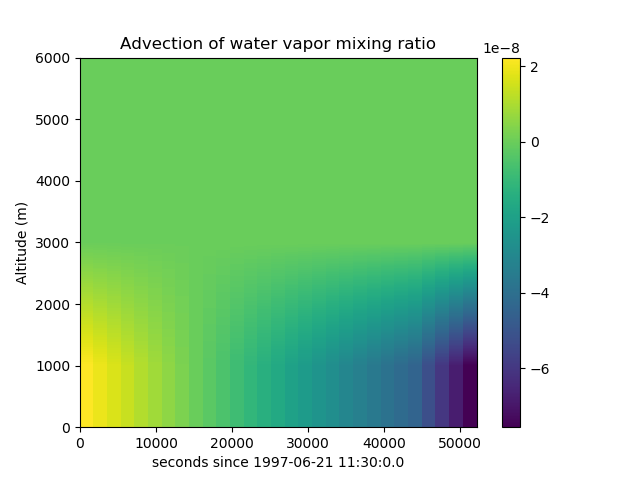 Advection of water vapor mixing ratio
1e−8
6000
5000
4000
3000
2000
1000
0
Altitude (m)
0 10000 20000 30000 40000 50000
seconds since 1997-06-21 11:30:0.0
2
0
−2
−4
−6